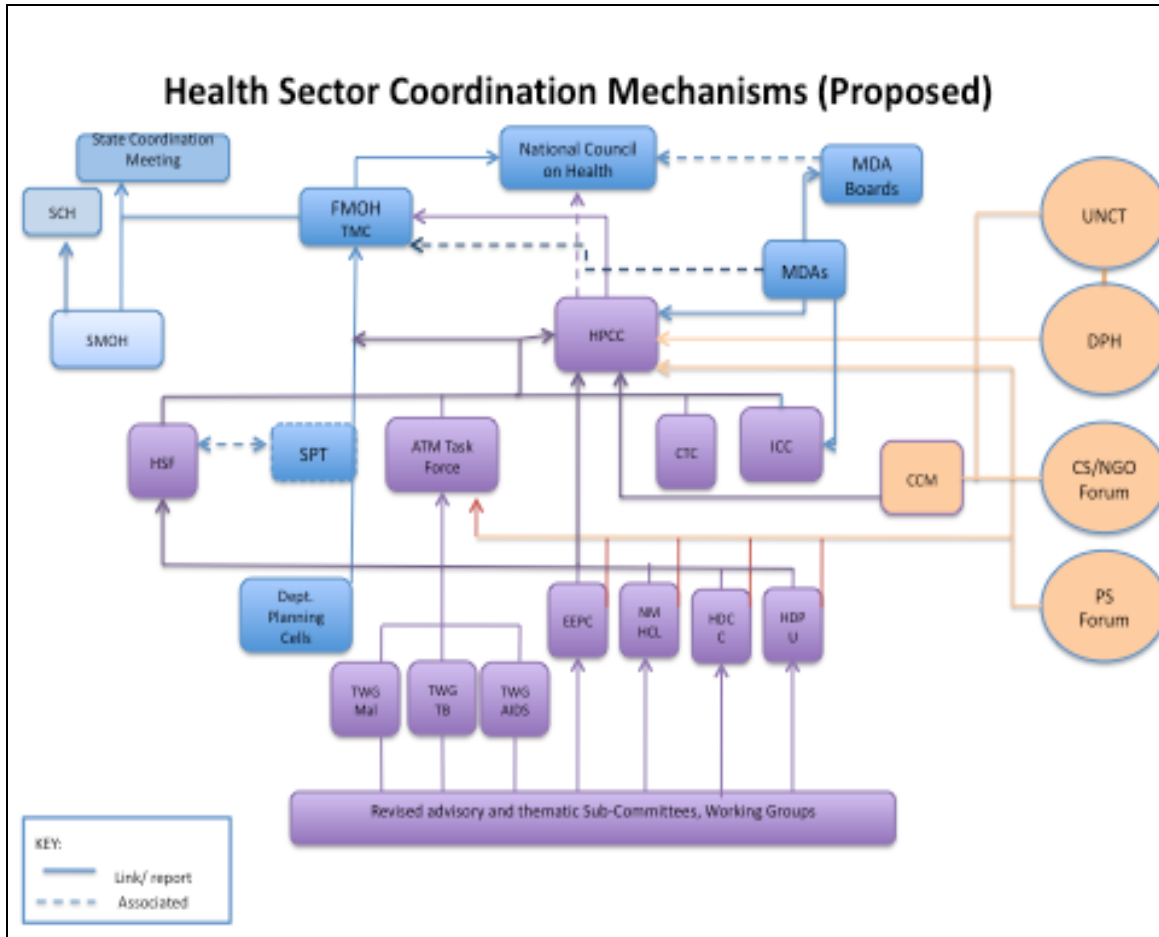 Health Sector Coordination Mechanisms (Proposed)
State Coordination
Meeting
National Council
on Health
MDA
Boards
SCH
FMOH
TMC
UNCT
MDAs
SMOH
HPCC
DPH
HSF
SPT
ATM Task
Force
CTC
ICC
CCM
CS/NGO
Forum
Dept.
Planning
Cells
EEPC
NM
HCL
HDC
C
HDP
U
PS
Forum
TWG
Mal
TWG
TB
TWG
AIDS
Revised advisory and thematic Sub-Committees, Working Groups
KEY:
Link/ report
Associated